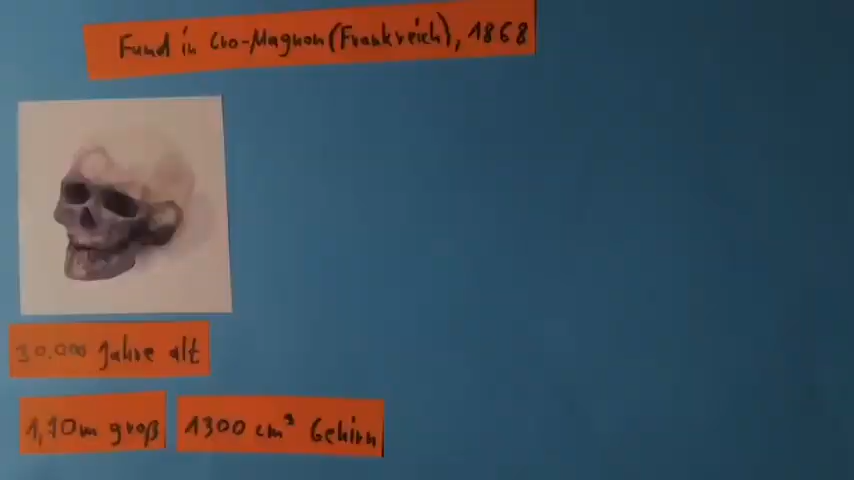 Fund in Cro-Magnon (Frankreich), 1868
30.000 Jahre alt
1,70m groß
1300 cm³ Gehirn